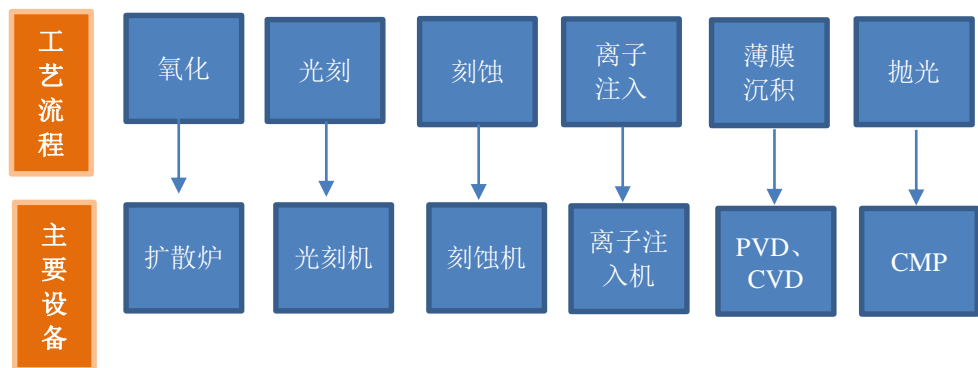 工艺流程
氧化
光刻
刻蚀
离子
注入
薄膜
沉积
抛光
主要设备
扩散炉
光刻机
刻蚀机
离子注
入机
PVD、
CVD
CMP